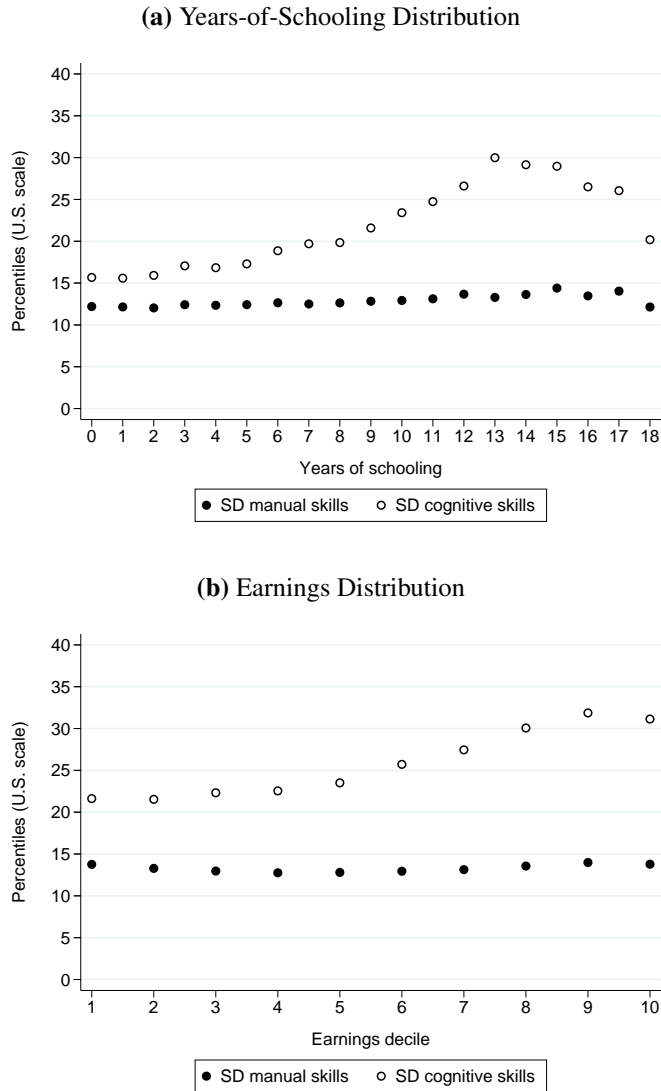 (a) Years-of-Schooling Distribution
40
35
30
25
20
15
10
5
0
Percentiles (U.S. scale)
0 1 2 3 4 5 6 7 8 9 10 11 12 13 14 15 16 17 18
Years of schooling
SD manual skills SD cognitive skills
(b) Earnings Distribution
40
35
30
25
20
15
10
5
0
Percentiles (U.S. scale)
1 2 3 4 5 6 7 8 9 10
Earnings decile
SD manual skills SD cognitive skills